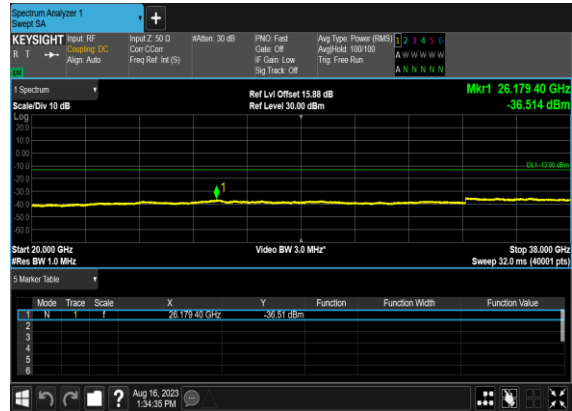 Spectrum Analyzer 1
Swept SA
KEYSIGHT Input: RF Input Z: 50 Ω #Atten: 30 dB PNO: Fast Avg Type: Power (RMS) 1 2 3 4 5 6
R T Coupling: DC Corr CCorr Gate: Off Avg|Hold: 100/100 A W W W W W
Align: Auto Freq Ref: Int (S) IF Gain: Low Trig: Free Run
Sig Track: Off A N N N N N
1 Spectrum Ref Lvl Offset 15.88 dB Mkr1 26.179 40 GHz
Scale/Div 10 dB Ref Level 30.00 dBm -36.514 dBm
Log
20.0
10.0
0.00
-10.0 DL1 -13.00 dBm
-20.0
-30.0 1
-40.0
-50.0
-60.0
Start 20.000 GHz Video BW 3.0 MHz* Stop 38.000 GHz
#Res BW 1.0 MHz Sweep 32.0 ms (40001 pts)
5 Marker Table
Mode Trace Scale X Y Function Function Width Function Value
1 N 1 f 26.179 40 GHz -36.51 dBm
2
3
4
5
6
? Aug 16, 2023
1:34:35 PM